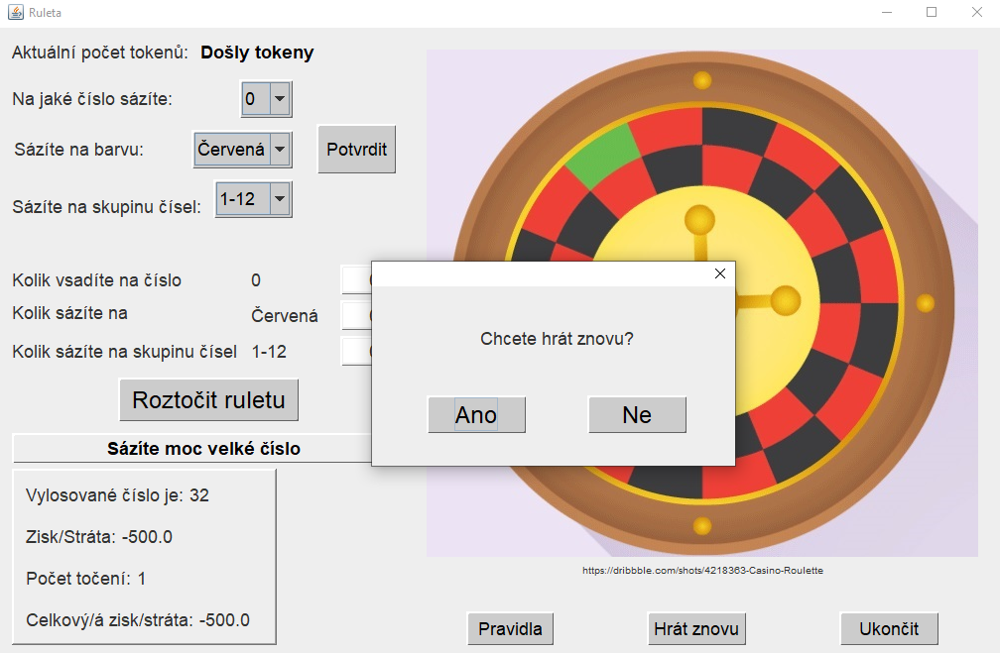 Ruleta
Aktuální počet tokenů: Došly tokeny
Na jaké číslo sázíte: 0
Sázíte na barvu: Červená
Potvrdit
Sázíte na skupinu čísel: 1-12
Kolik vsadíte na číslo 0
Kolik sázíte na Červená
Kolik sázíte na skupinu čísel 1-12
Chcete hrát znovu?
Ano Ne
Roztočit ruletu
Sázíte moc velké číslo
Vylosované číslo je: 32
Zisk/Stráta: -500.0
Počet točení: 1
Celkový/á zisk/stráta: -500.0
https://dribbble.com/shots/4218363-Casino-Roulette
Pravidla Hrát znovu Ukončit